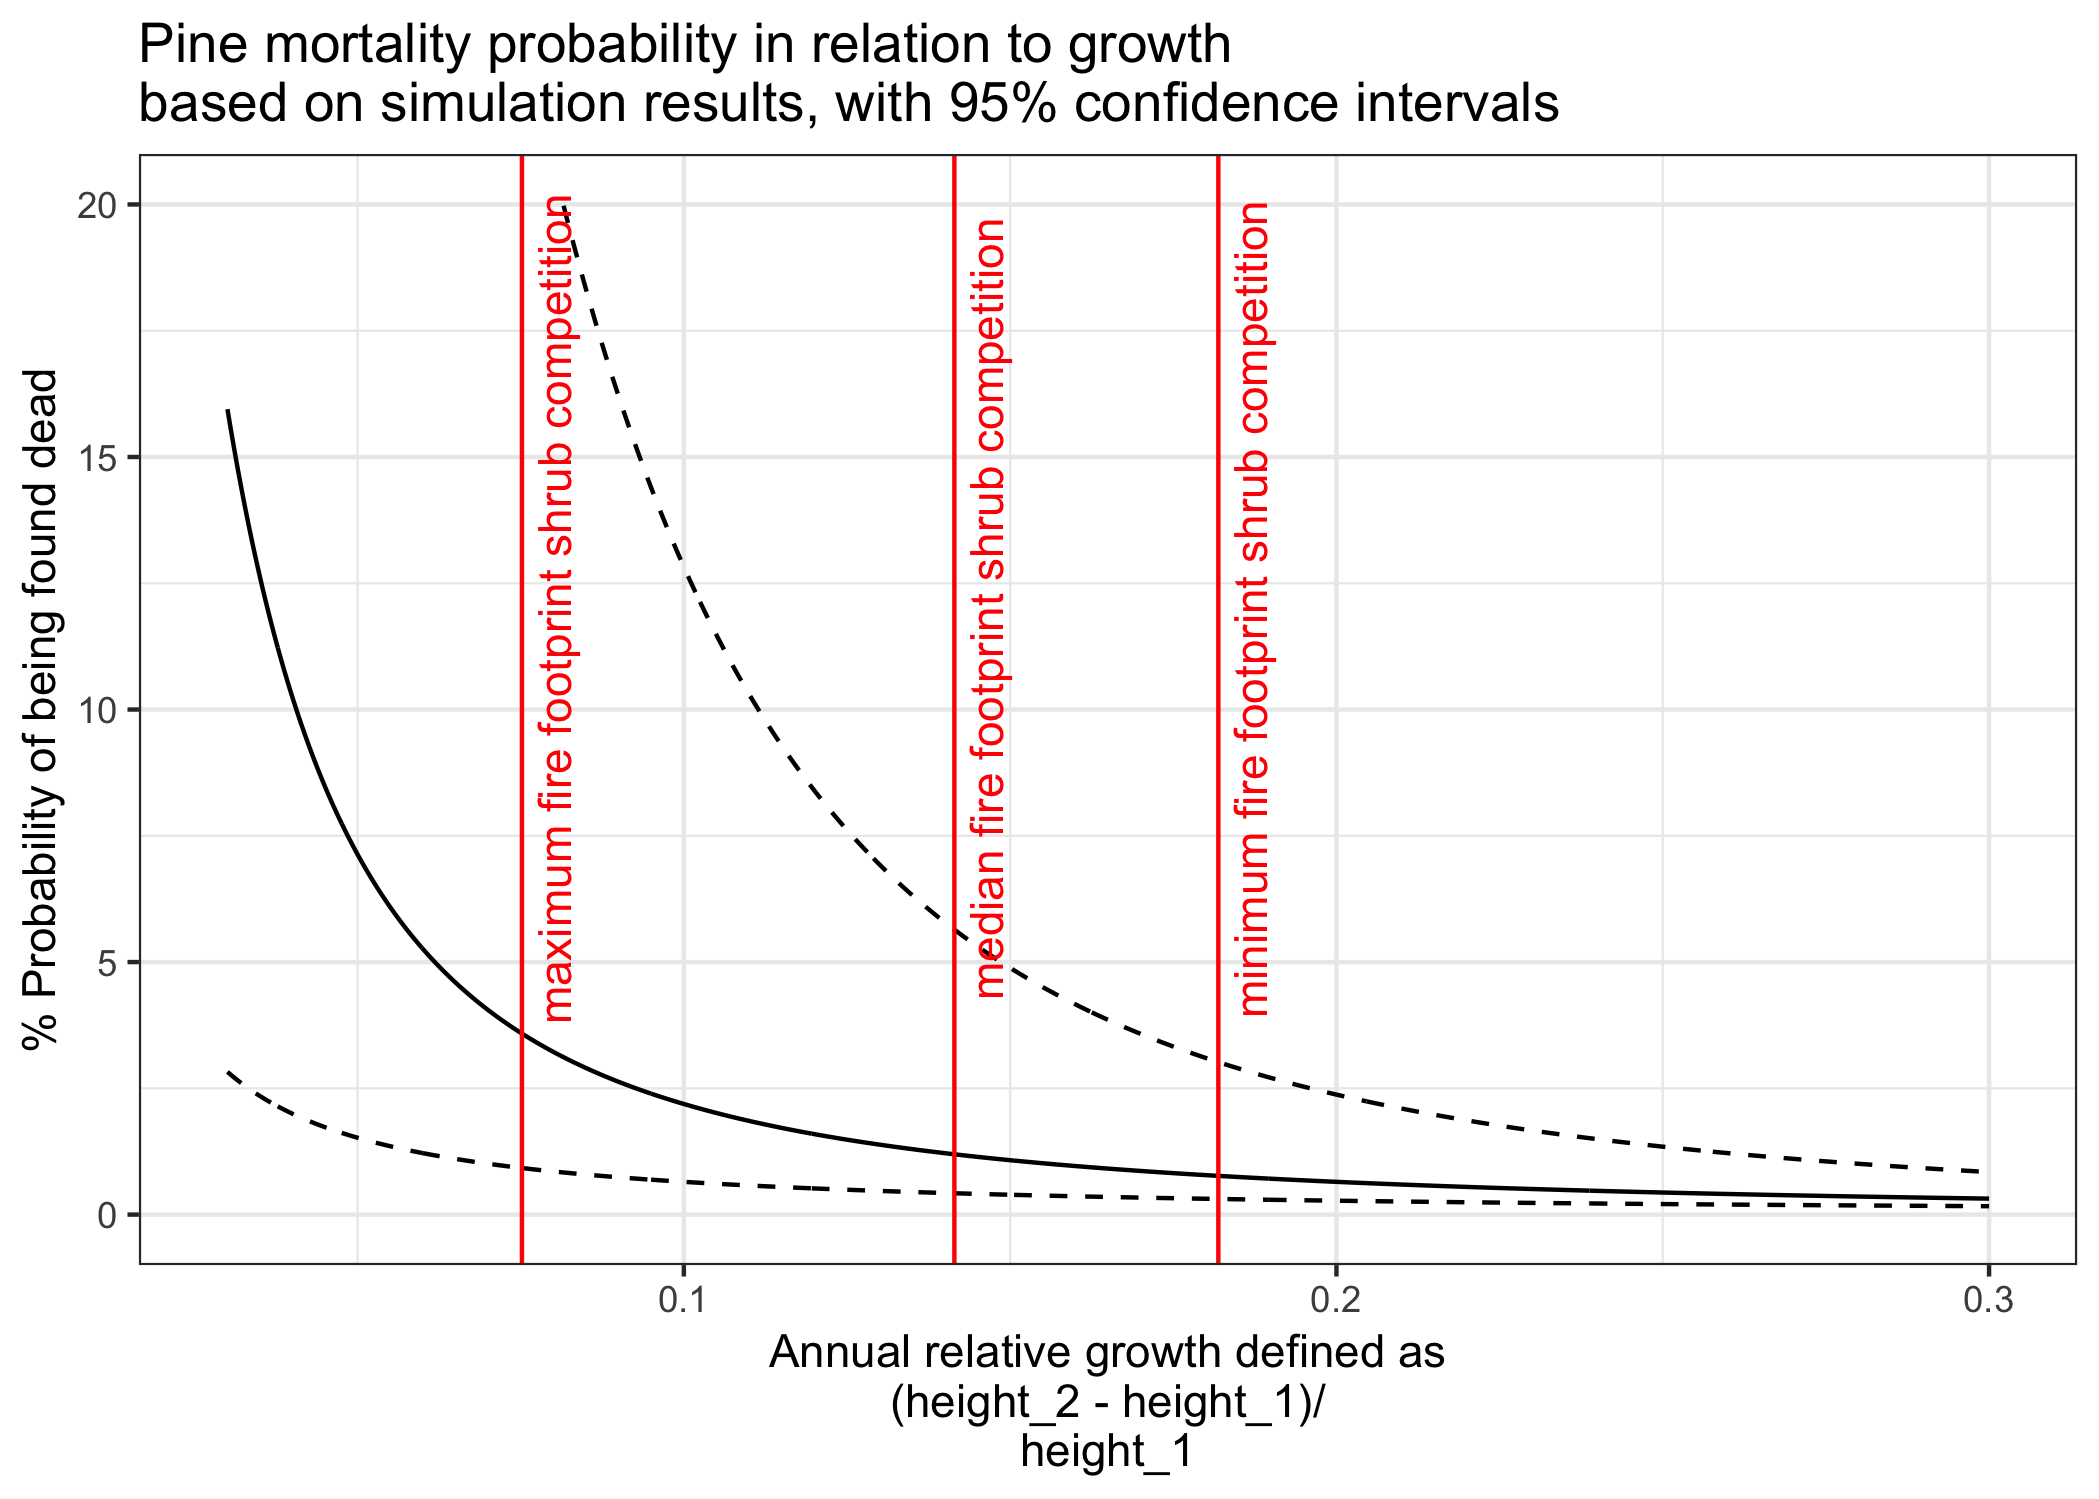 Pine mortality probability in relation to growth
based on simulation results, with 95% confidence intervals
% Probability of being found dead
20
15
10
5
0
maximum fire footprint shrub competition
median fire footprint shrub competition
minimum fire footprint shrub competition
0.1
0.2
0.3
Annual relative growth defined as
(height_2 - height_1)/
height_1